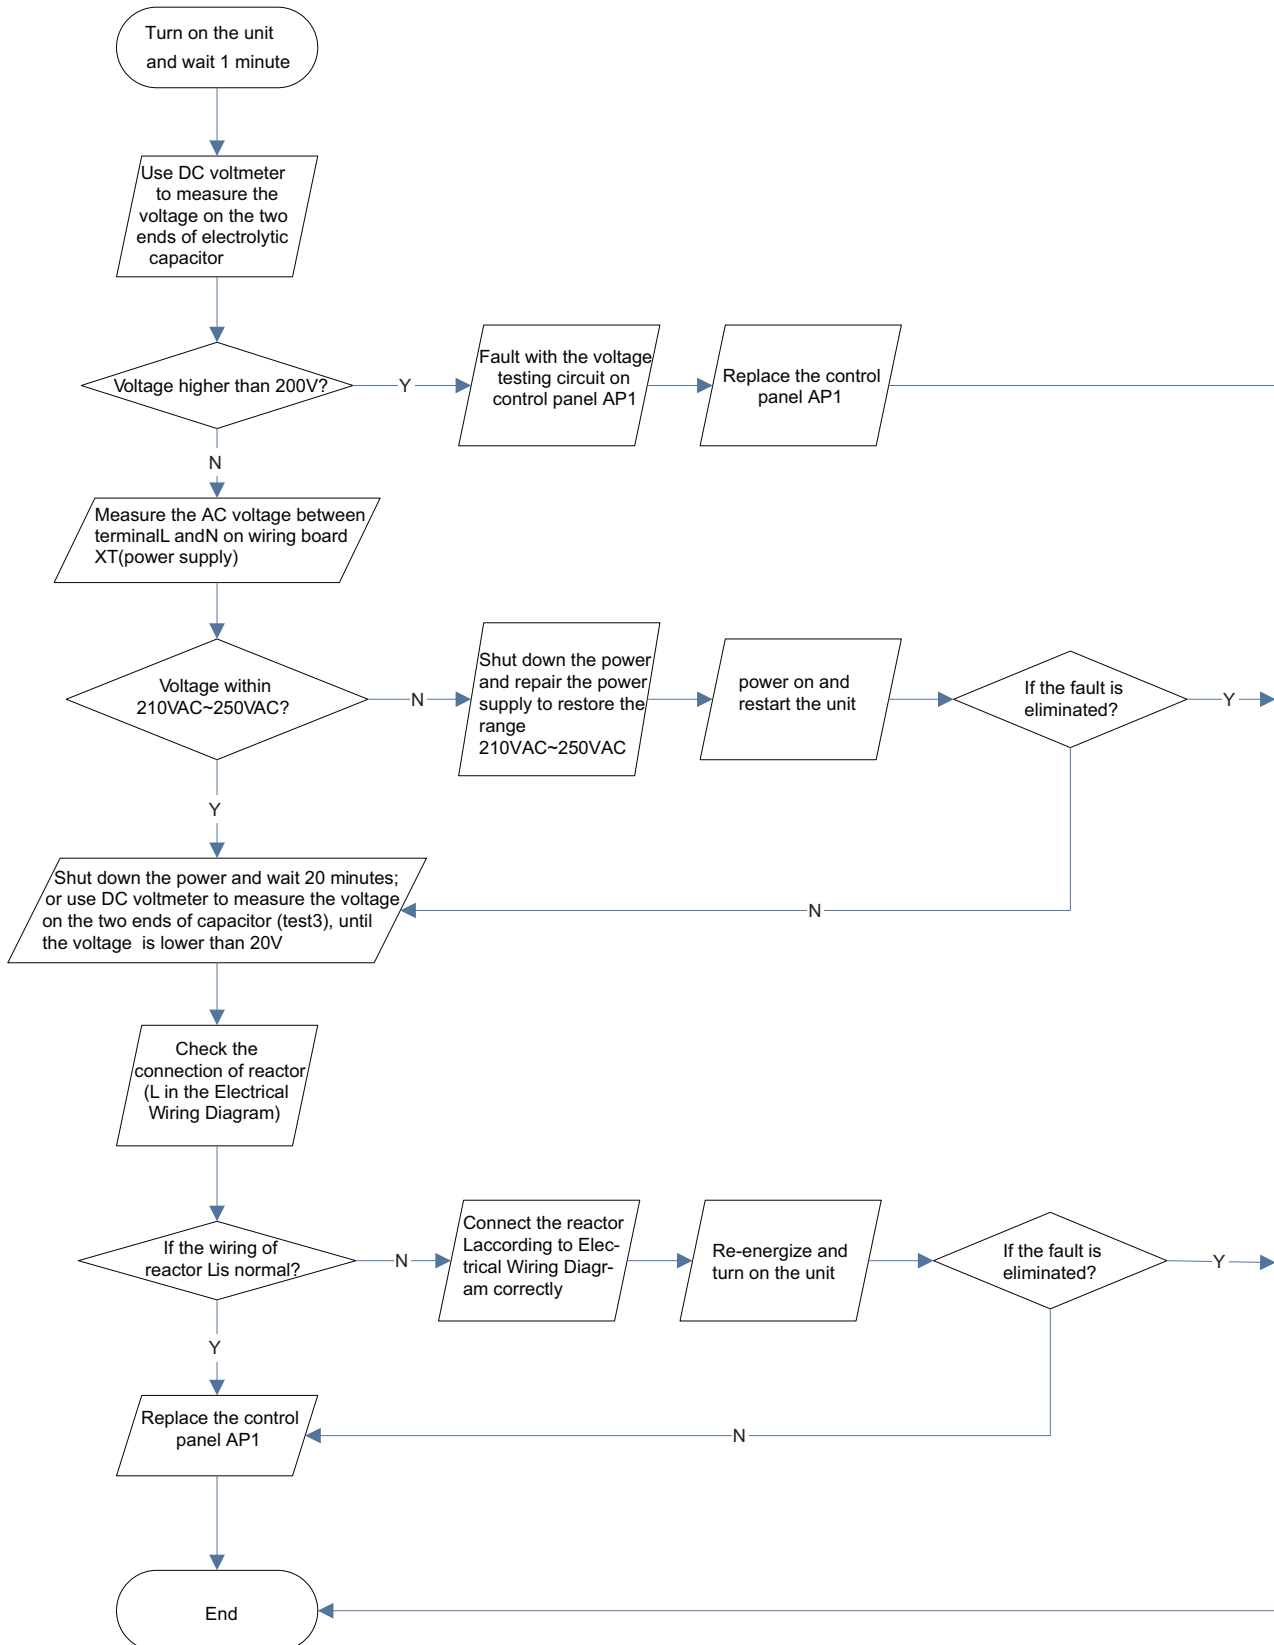 Turn on the unit
and wait 1 minute
Use DC voltmeter
to measure the
voltage on the two
ends of electrolytic
capacitor
Voltage higher than 200V?
Y
Fault with the voltage
testing circuit on
control panel AP1
Replace the control
panel AP1
N
Measure the AC voltage between
terminalL andN on wiring board
XT(power supply)
Voltage within
210VAC~250VAC?
N
Shut down the power
and repair the power
supply to restore the
range
210VAC~250VAC
power on and
restart the unit
If the fault is
eliminated?
Y
Y
N
Shut down the power and wait 20 minutes;
or use DC voltmeter to measure the voltage
on the two ends of capacitor (test3), until
the voltage  is lower than 20V
Check the
connection of reactor
(L in the Electrical
Wiring Diagram)
If the wiring of
reactor Lis normal?
N
Connect the reactor
Laccording to Elec-
trical Wiring Diagr-
am correctly
Re-energize and
turn on the unit
If the fault is
eliminated?
Y
Y
N
Replace the control
panel AP1
End